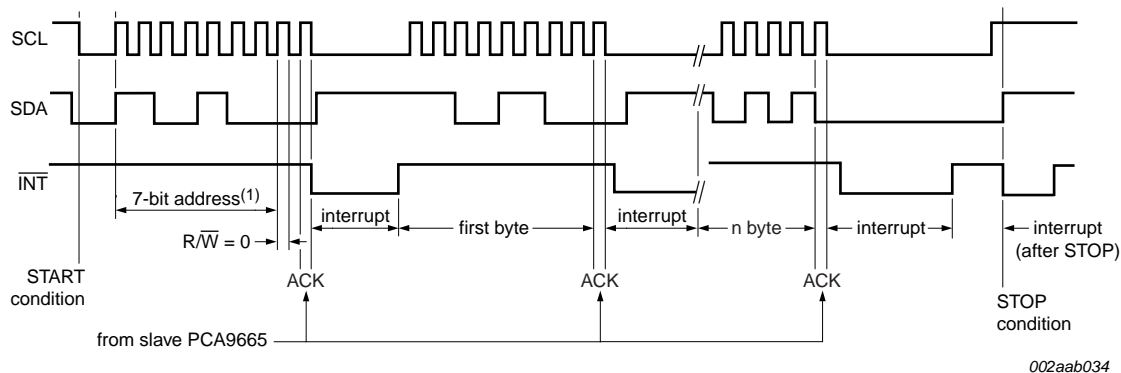 SCL
SDA
INT
7-bit address(1)
R/W = 0
interrupt
first byte
interrupt
n byte
interrupt
interrupt
(after STOP)
START
condition
ACK
ACK
ACK
STOP
condition
from slave PCA9665
002aab034